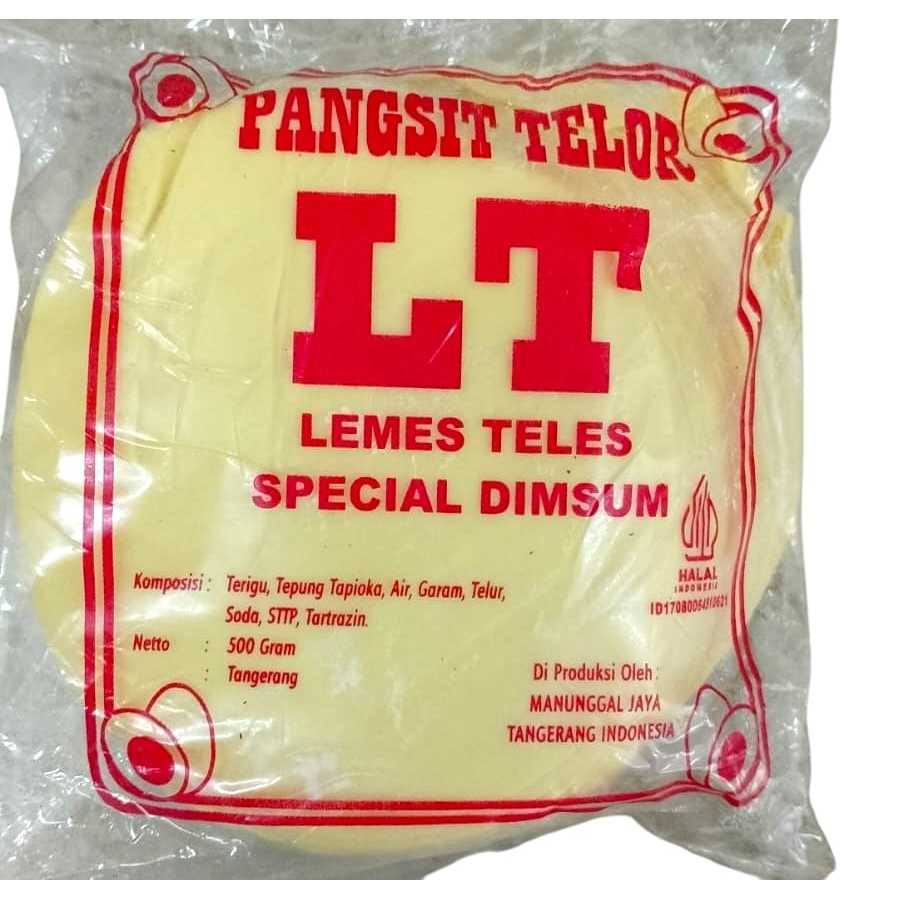 PANGSIT TELOR
LT
LEMES TELES
SPECIAL DIMSUM
HALAL
INDONESIA
Komposisi : Terigu, Tepung Tapioka, Air, Garam, Telur,
Soda, STTP, Tartrazin.
Netto : 500 Gram
: Tangerang
Di Produksi Oleh :
MANUNGGAL JAYA
TANGERANG INDONESIA